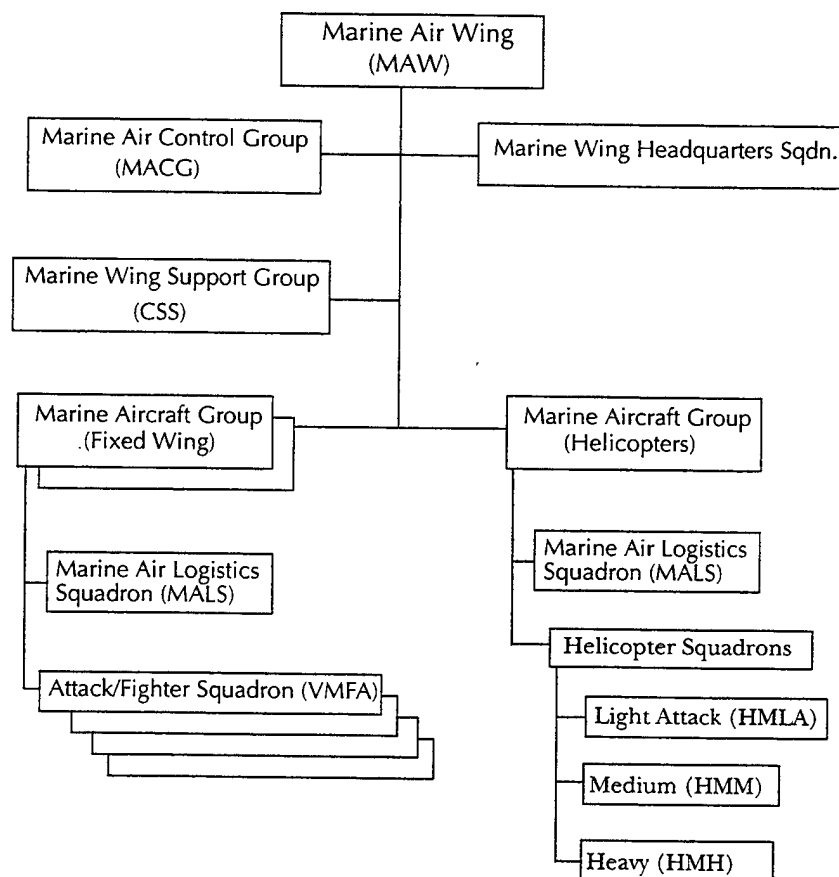 Marine Air Wing
(MAW)
Marine Air Control Group
(MACG)
Marine Wing Headquarters Sqdn.
Marine Wing Support Group
(CSS)
Marine Aircraft Group
.(Fixed Wing)
Marine Aircraft Group
(Helicopters)
Marine Air Logistics
Squadron (MALS)
Marine Air Logistics
Squadron (MALS)
Helicopter Squadrons
Attack/Fighter Squadron (VMFA)
Light Attack (HMLA)
Medium (HMM)
Heavy (HMH)